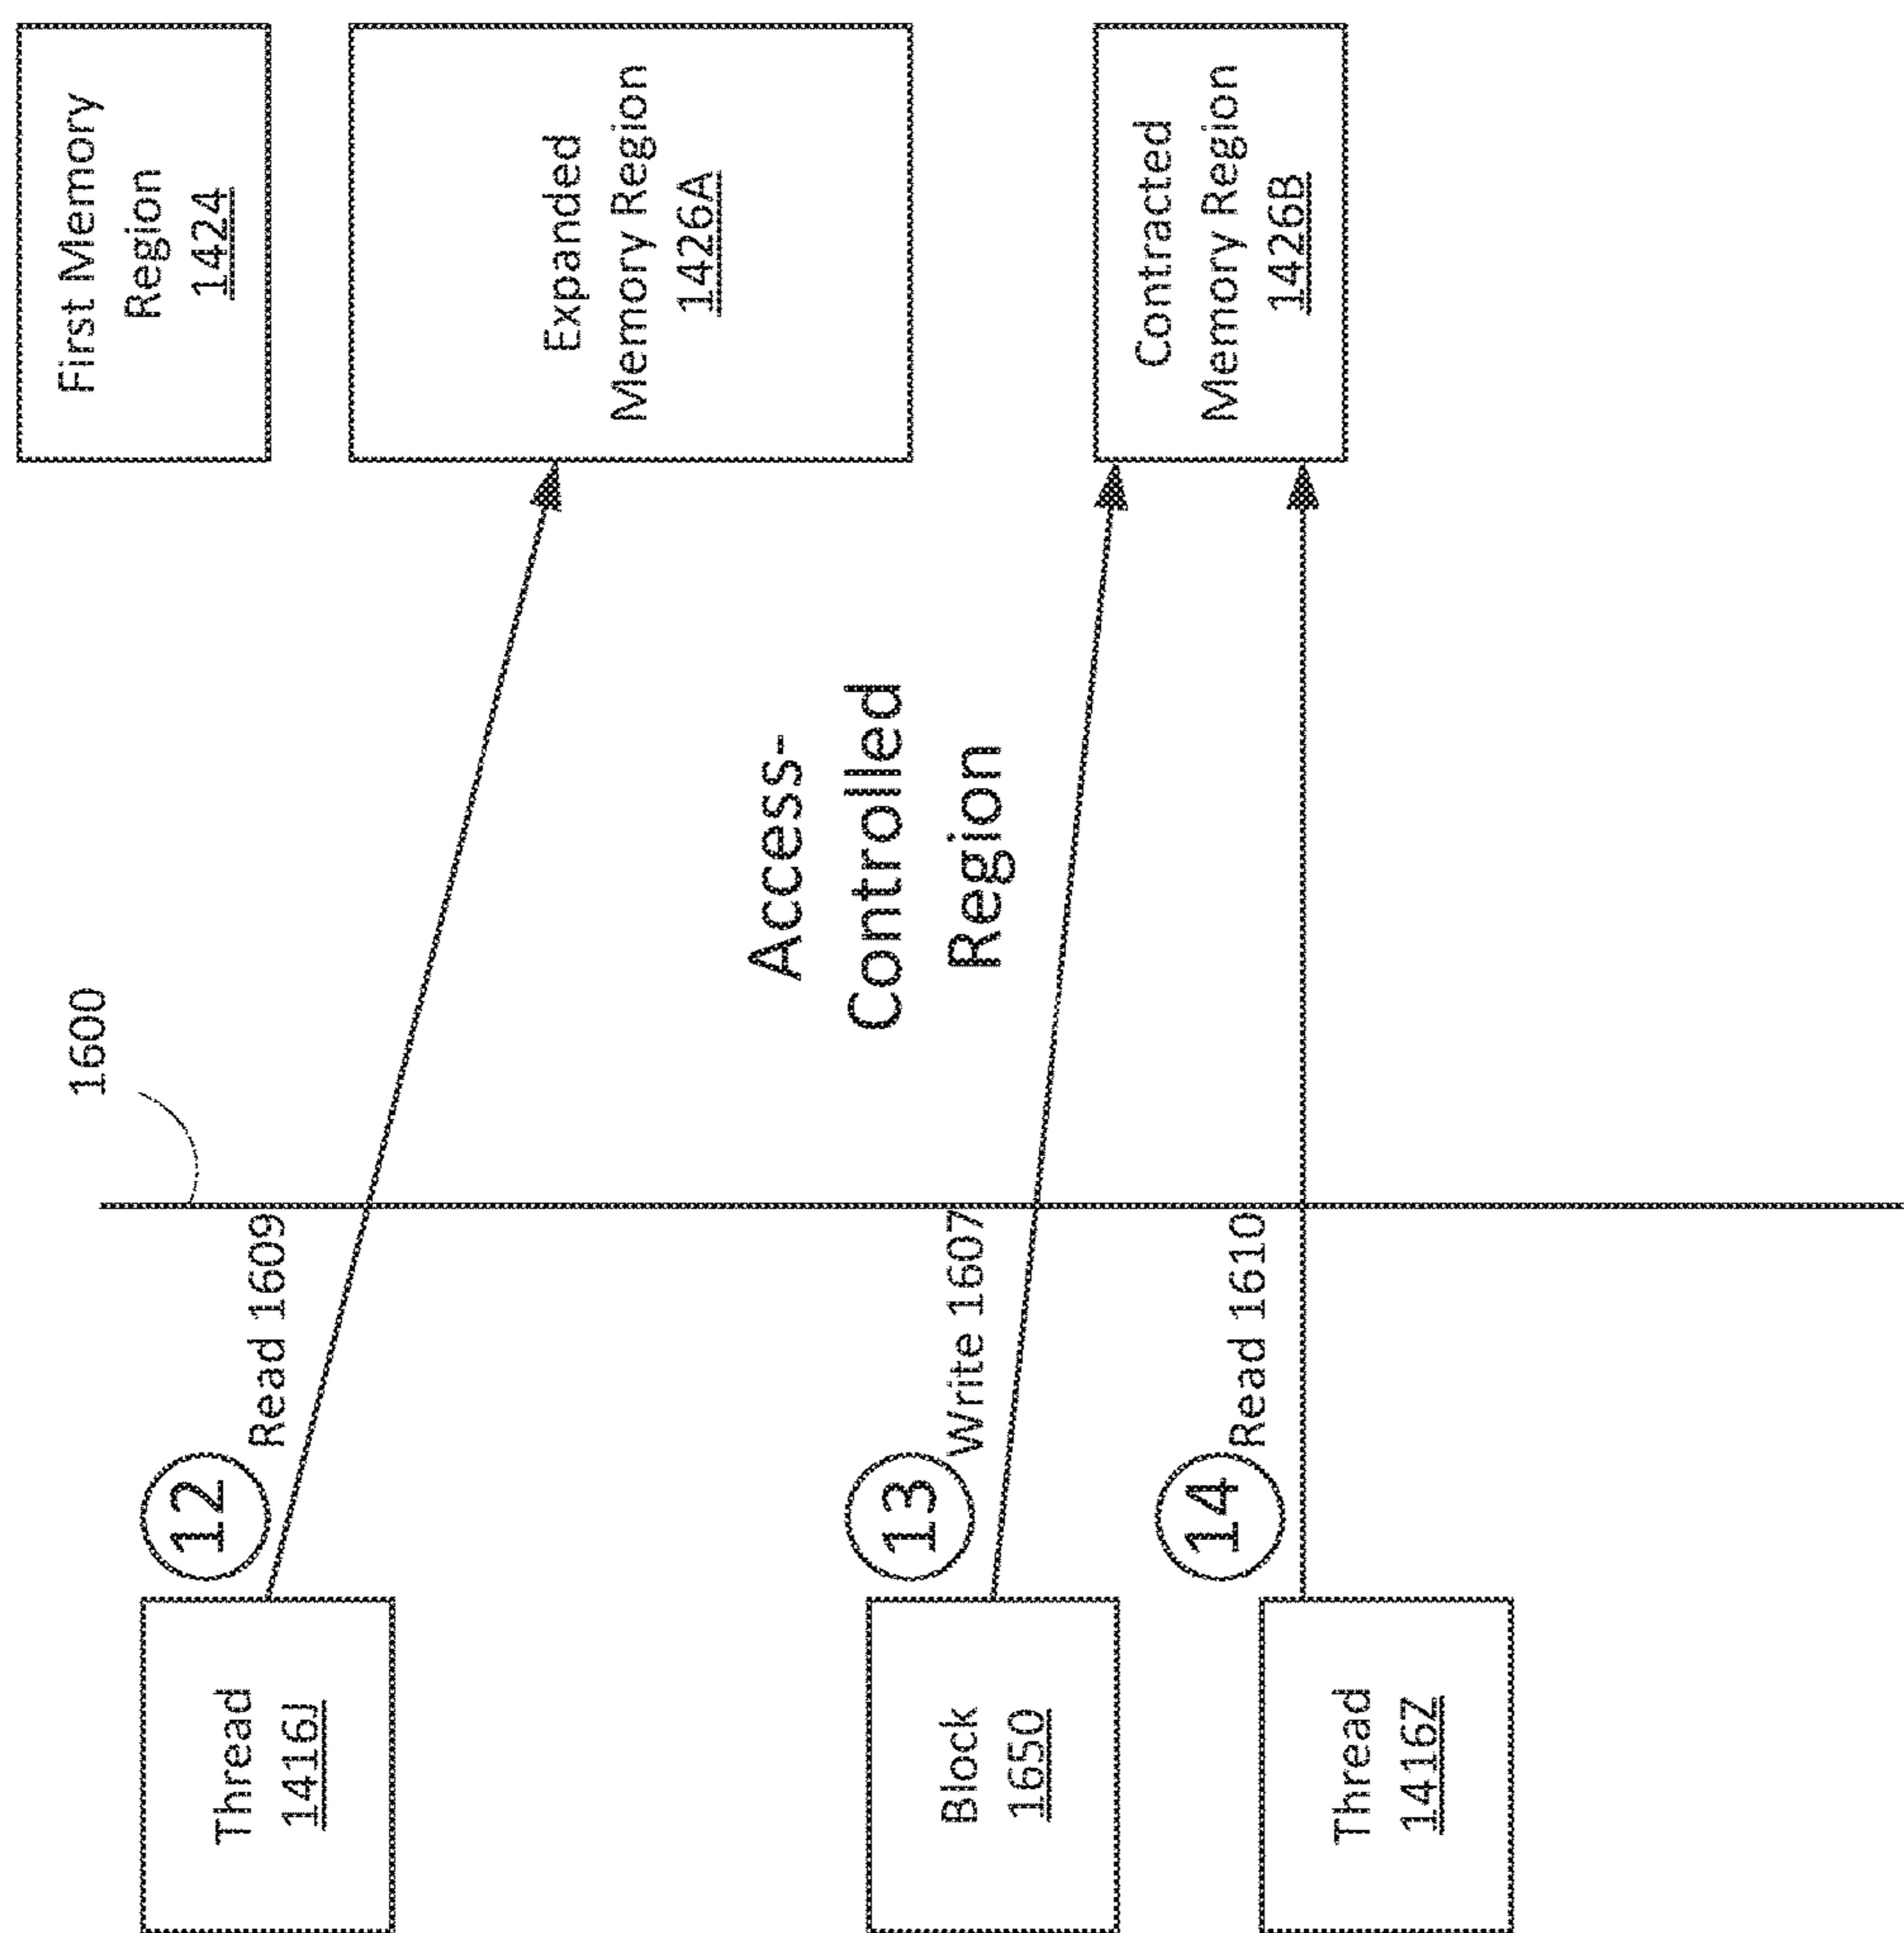 Thread
1416J
12
Read 1609
1600
First Memory
Region
1424
Expanded
Memory Region
1426A
Access-
Controlled
Region
Block
1650
13
Write 1607
Contracted
Memory Region
1426B
Thread
1416Z
14
Read 1610